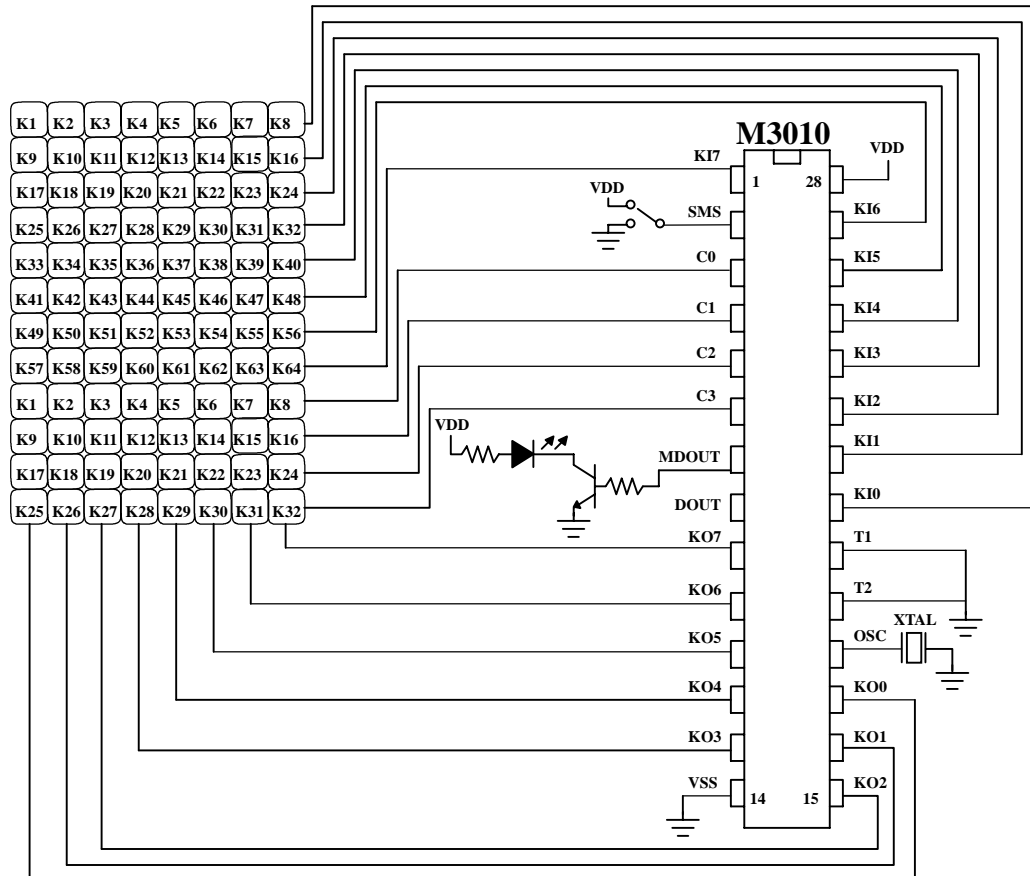 K1 K2 K3 K4 K5 K6 K7 K8
K9 K10 K11 K12 K13 K14 K15 K16
K17 K18 K19 K20 K21 K22 K23 K24
K25 K26 K27 K28 K29 K30 K31 K32
K33 K34 K35 K36 K37 K38 K39 K40
K41 K42 K43 K44 K45 K46 K47 K48
K49 K50 K51 K52 K53 K54 K55 K56
K57 K58 K59 K60 K61 K62 K63 K64
K1 K2 K3 K4 K5 K6 K7 K8
K9 K10 K11 K12 K13 K14 K15 K16
K17 K18 K19 K20 K21 K22 K23 K24
K25 K26 K27 K28 K29 K30 K31 K32
M3010
KI7 1 28 VDD
VDD SMS KI6
C0 KI5
C1 KI4
C2 KI3
C3 KI2
VDD MDOUT KI1
DOUT KI0
KO7 T1
KO6 T2
KO5 OSC XTAL
KO4 KO0
KO3 KO1
VSS 14 15 KO2